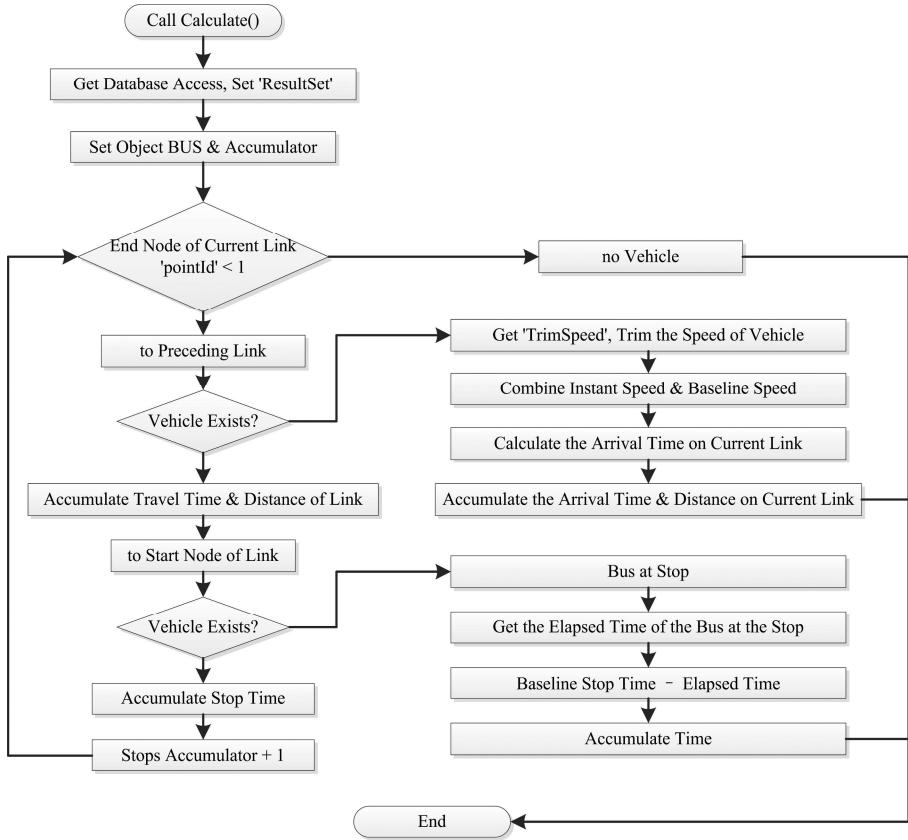 Call Calculate()
Get Database Access, Set 'ResultSet'
Set Object BUS & Accumulator
End Node of Current Link
'pointId' < 1
no Vehicle
to Preceding Link
Vehicle Exists?
Get 'TrimSpeed', Trim the Speed of Vehicle
Combine Instant Speed & Baseline Speed
Calculate the Arrival Time on Current Link
Accumulate the Arrival Time & Distance on Current Link
Accumulate Travel Time & Distance of Link
to Start Node of Link
Vehicle Exists?
Bus at Stop
Get the Elapsed Time of the Bus at the Stop
Baseline Stop Time － Elapsed Time
Accumulate Time
Accumulate Stop Time
Stops Accumulator + 1
End